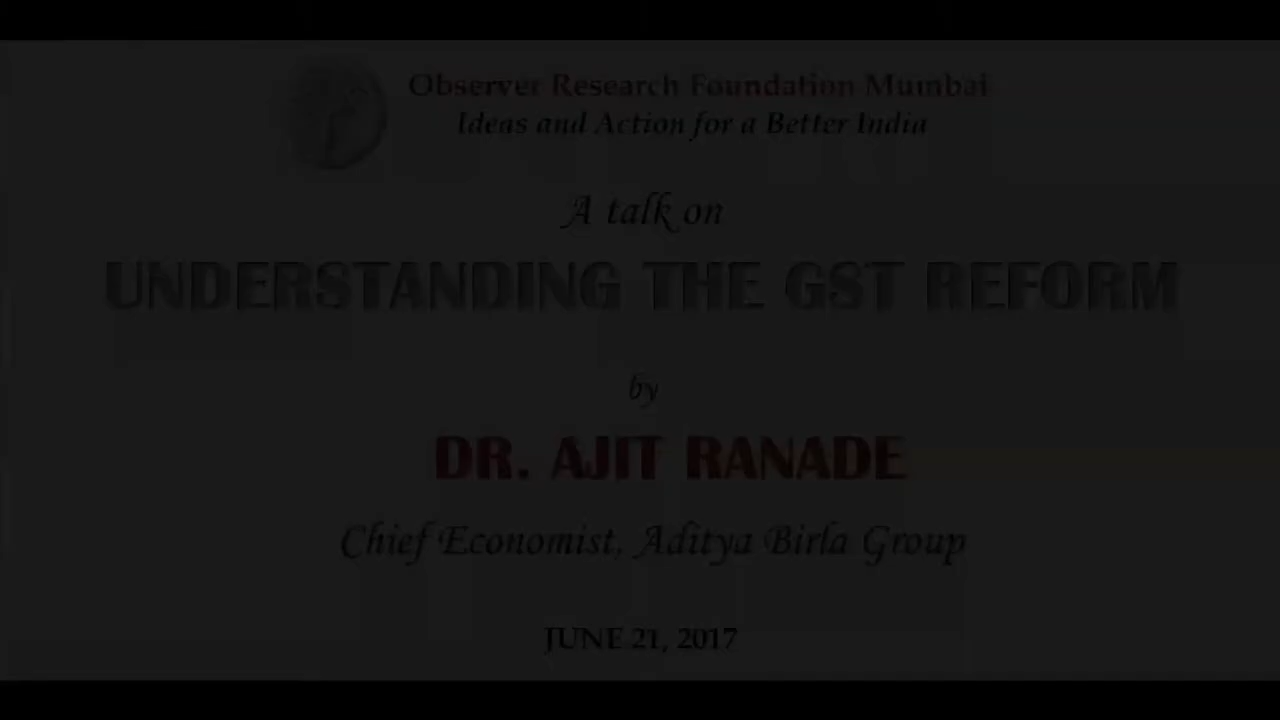 Observer Research Foundation Mumbai
Ideas and Action for a Better India
A talk on
UNDERSTANDING THE GST REFORM
by
DR. AJIT RANADE
Chief Economist, Aditya Birla Group
JUNE 21, 2017